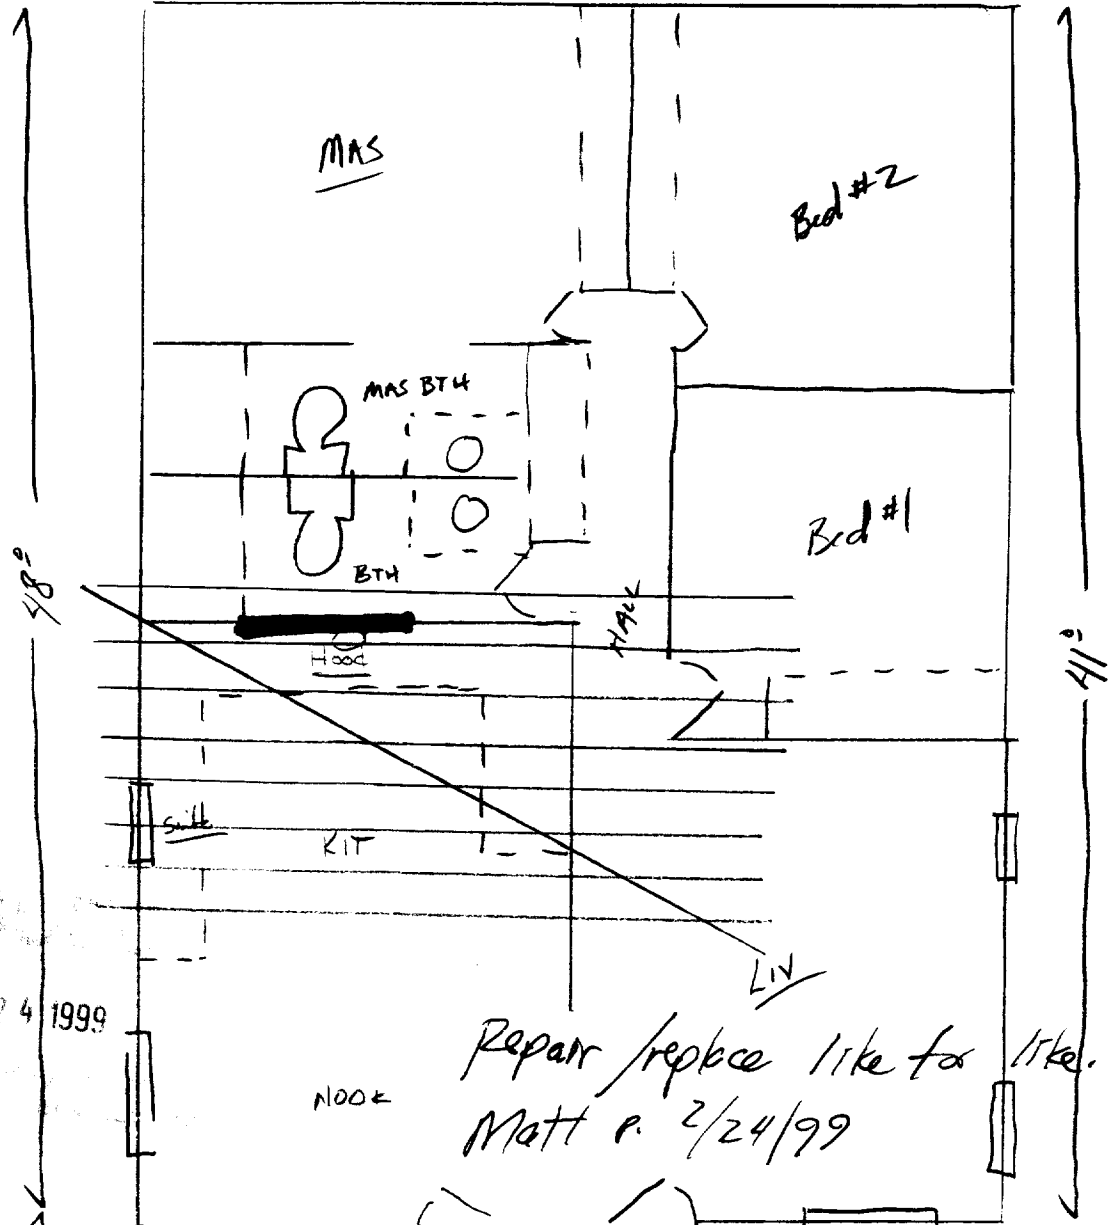 MAS
Bed #2
MAS BTH
Bed #1
48°
BTH
HALL
41°
Hood
KIT
LIV
4 1999
Repair/replace like for like.
NOOK
Matt P. 2/24/99